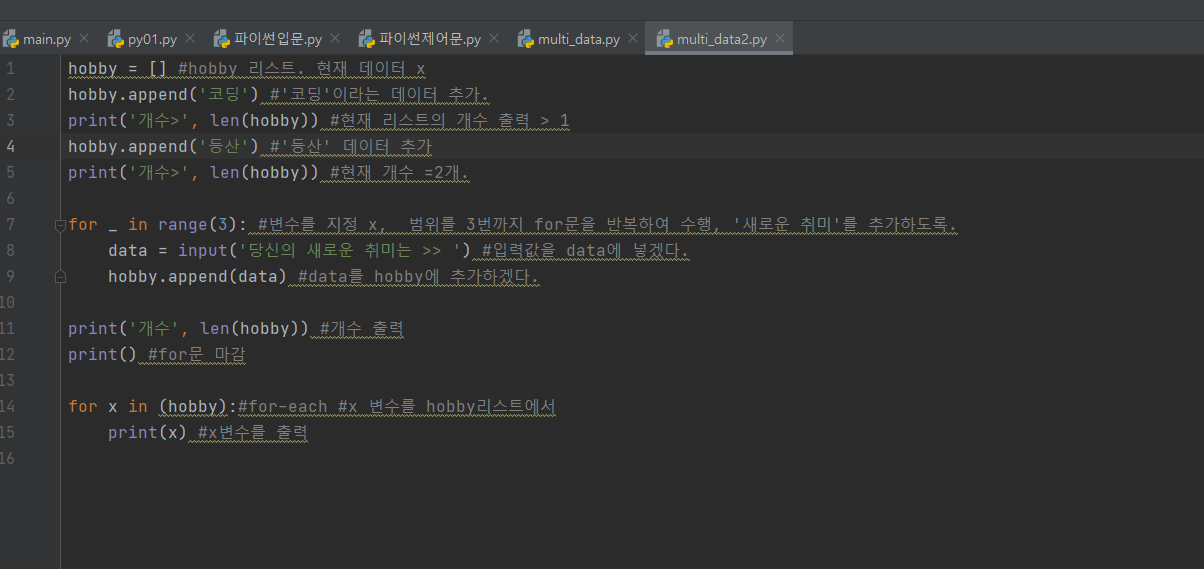 main.py py01.py 파이썬입문.py 파이썬제어문.py multi_data.py multi_data2.py
1 hobby = [] #hobby 리스트. 현재 데이터 x
2 hobby.append('코딩') #'코딩'이라는 데이터 추가.
3 print('개수>', len(hobby)) #현재 리스트의 개수 출력 > 1
4 hobby.append('등산') #'등산' 데이터 추가
5 print('개수>', len(hobby)) #현재 개수 =2개.
6
7 for _ in range(3): #변수를 지정 x,  범위를 3번까지 for문을 반복하여 수행, '새로운 취미'를 추가하도록.
8     data = input('당신의 새로운 취미는 >> ') #입력값을 data에 넣겠다.
9     hobby.append(data) #data를 hobby에 추가하겠다.
10
11 print('개수', len(hobby)) #개수 출력
12 print() #for문 마감
13
14 for x in (hobby):#for-each #x 변수를 hobby리스트에서
15     print(x) #x변수를 출력
16